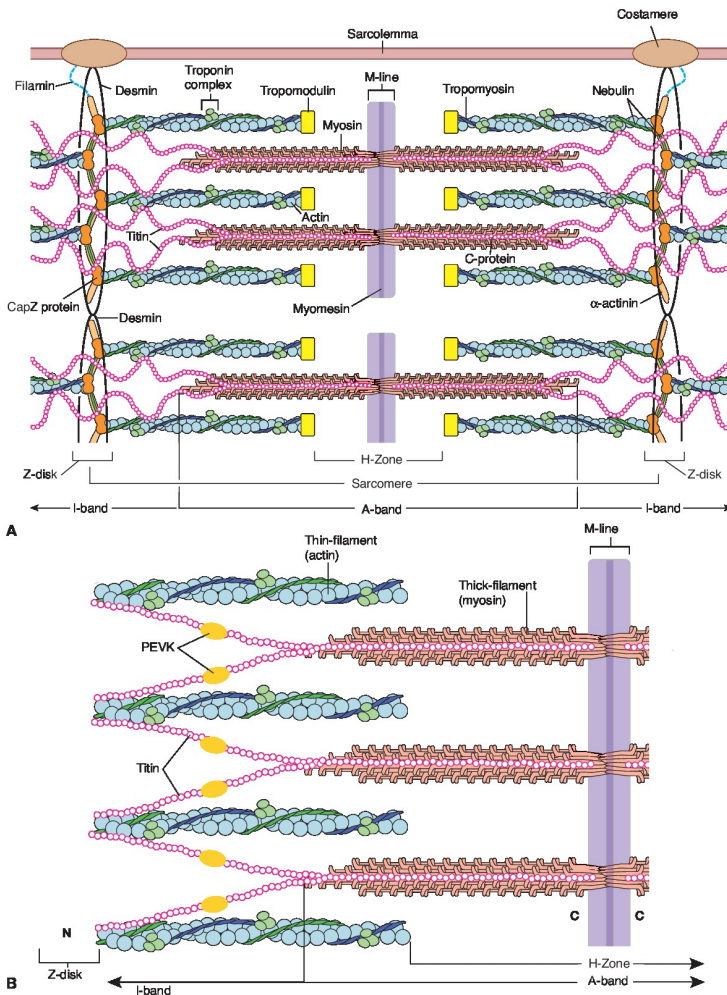 Costamere
Sarcolemma
M-line
Filamin
Desmin
Troponin
complex
Tropomodulin
Tropomyosin
Nebulin
Myosin
Actin
Titin
C-protein
CapZ protein
Myomesin
α-actinin
Desmin
H-Zone
Z-disk
Z-disk
Sarcomere
I-band
A-band
I-band
A
M-line
Thin-filament
(actin)
Thick-filament
(myosin)
PEVK
Titin
N
C
C
Z-disk
H-Zone
I-band
A-band
B